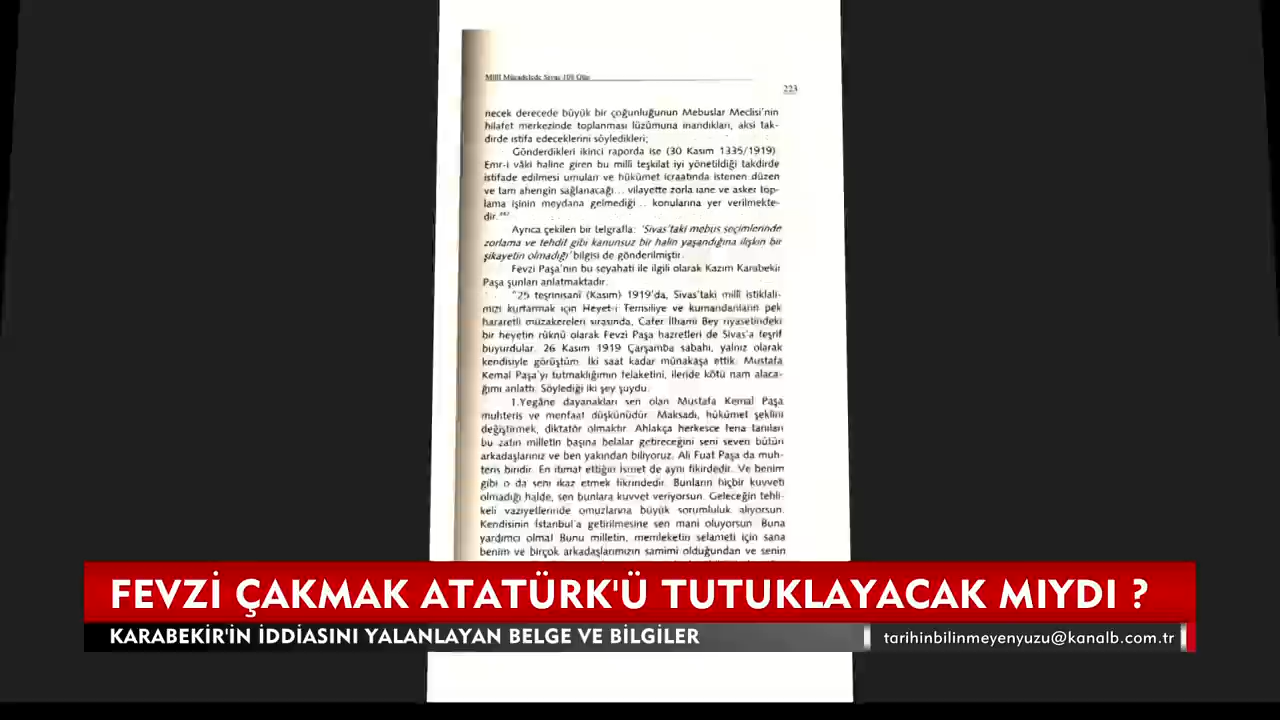 Millî Mücadelede Sivas 108 Gün
223
necek derecede büyük bir çoğunluğunun Mebuslar Meclisi'nin
hilafet merkezinde toplanması lüzûmuna inandıkları, aksi tak-
dirde istifa edeceklerini söyledikleri;
Gönderdikleri ikinci raporda ise (30 Kasım 1335/1919)
Emr-i vâki haline giren bu millî teşkilat iyi yönetildiği takdirde
istifade edilmesi umulan ve hükümet icraatında istenen düzen
ve tam ahengin sağlanacağı... vilayette zorla iane ve asker top-
lama işinin meydana gelmediği .. konularına yer verilmekte-
dir.
Ayrıca çekilen bir telgrafla: 'Sivas'taki mebus seçimlerinde
zorlama ve tehdit gibi kanunsuz bir halin yaşandığına ilişkin bir
şikayetin olmadığı' bilgisi de gönderilmiştir.
Fevzi Paşa'nın bu seyahati ile ilgili olarak Kazım Karabekir
Paşa şunları anlatmaktadır.
"25 teşrinisanî (Kasım) 1919'da, Sivas'taki millî istiklali-
mizi kurtarmak için Heyet-i Temsiliye ve kumandanların pek
hararetli müzakereleri sırasında, Cafer İlhami Bey riyasetindeki
bir heyetin rüknü olarak Fevzi Paşa hazretleri de Sivas'a teşrif
buyurdular. 26 Kasım 1919 Çarşamba sabahı, yalnız olarak
kendisiyle görüştüm. İki saat kadar münakaşa ettik. Mustafa
Kemal Paşa'yı tutmaklığımın felaketini, ileride kötü nam alaca-
ğımı anlattı. Söylediği iki şey şuydu.
1.Yegâne dayanakları sen olan Mustafa Kemal Paşa
muhteris ve menfaat düşkünüdür. Maksadı, hükümet şeklini
değiştirmek, diktatör olmaktır. Ahlakça herkesce fena tanılan
bu zatın milletin başına belalar getireceğini seni seven bütün
arkadaşlarınız ve ben yakından biliyoruz. Ali Fuat Paşa da muh-
teris biridir. En itimat ettiğin İsmet de aynı fikirdedir. Ve benim
gibi o da seni ikaz etmek fikrindedir. Bunların hiçbir kuvveti
olmadığı halde, sen bunlara kuvvet veriyorsun. Geleceğin tehli-
keli vaziyetlerinde omuzlarına büyük sorumluluk alıyorsun.
Kendisinin İstanbul'a getirilmesine sen mani oluyorsun. Buna
yardımcı olma! Bunu milletin, memleketin selameti için sana
benim ve birçok arkadaşlarımızın samimi olduğundan ve senin
FEVZİ ÇAKMAK ATATÜRK'Ü TUTUKLAYACAK MIYDI ?
KARABEKİR'İN İDDİASINI YALANLAYAN BELGE VE BİLGİLER
tarihinbilinmeyenyuzu@kanalb.com.tr